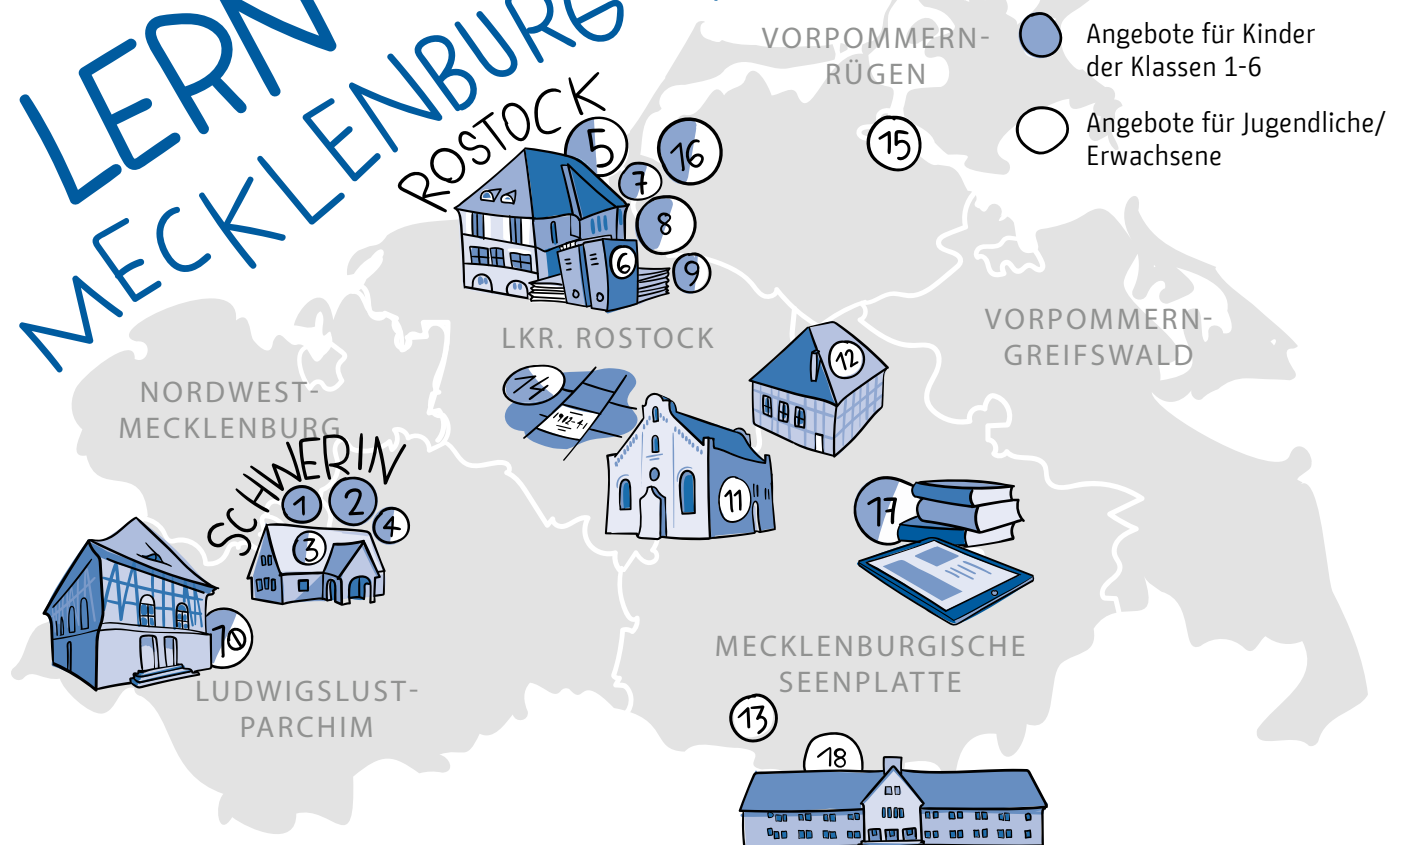 LERN
MECKLENBURG
VORPOMMERN-
RÜGEN
Angebote für Kinder
der Klassen 1-6
Angebote für Jugendliche/
Erwachsene
ROSTOCK
5
16
7
8
6
9
15
LKR. ROSTOCK
VORPOMMERN-
GREIFSWALD
NORDWEST-
MECKLENBURG
14
12
11
SCHWERIN
1
2
4
3
17
10
LUDWIGSLUST-
PARCHIM
MECKLENBURGISCHE
SEENPLATTE
13
18